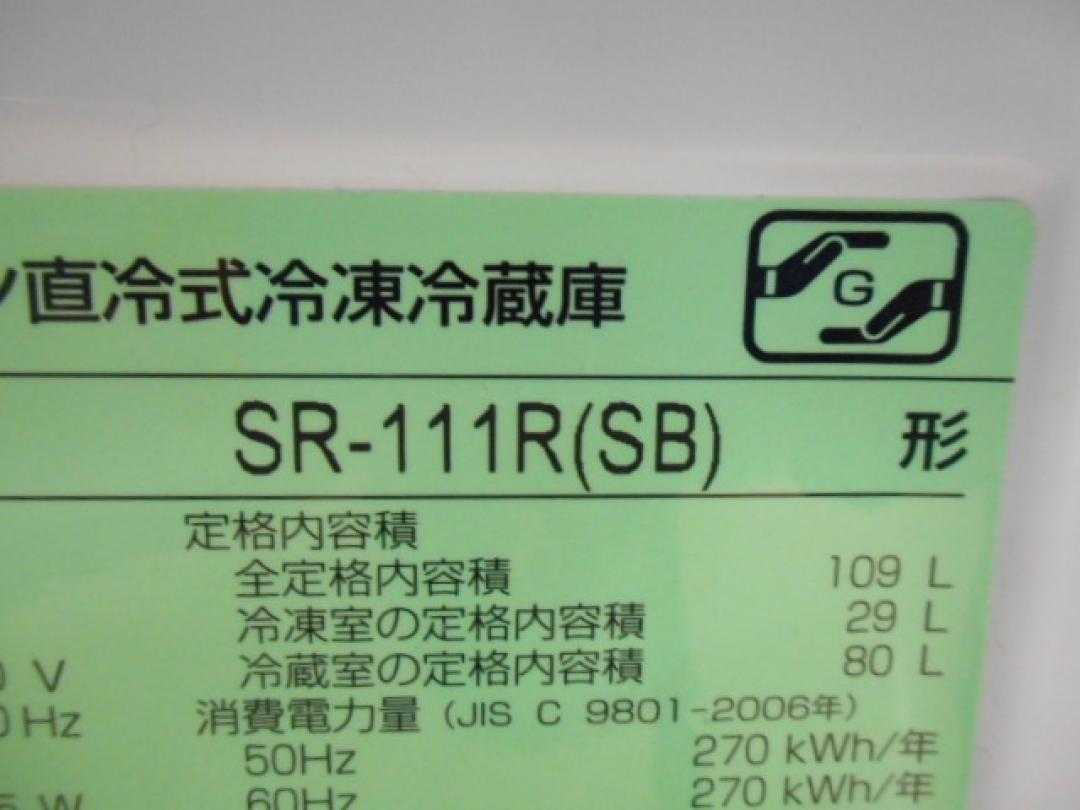 直冷式冷凍冷蔵庫
G
SR-111R(SB) 形
定格内容積
全定格内容積 109 L
冷凍室の定格内容積 29 L
冷蔵室の定格内容積 80 L
V
消費電力量 (JIS C 9801-2006年)
Hz
50Hz 270 kWh/年
W
60Hz 270 kWh/年